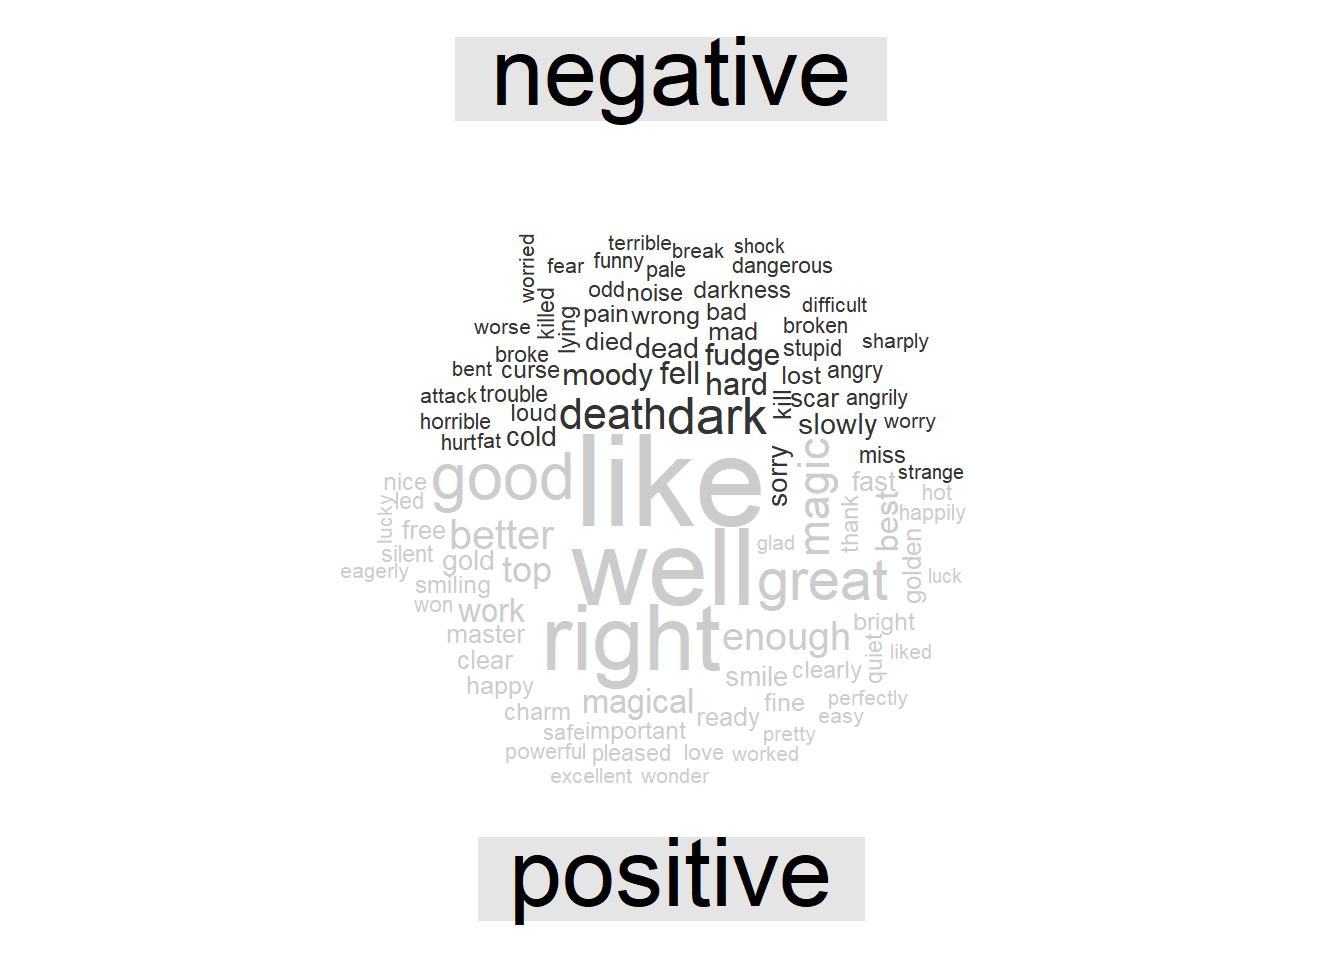 negative
worried
terrible
break
shock
fear
funny
pale
dangerous
killed
odd
noise
darkness
difficult
lying
pain
wrong
bad
worse
died
dead
mad
broken
sharply
broke
fudge
stupid
bent
curse
moody
fell
hard
lost
angry
attack
trouble
kill
scar
angrily
horrible
loud
death
dark
slowly
worry
hurt
fat
cold
sorry
miss
strange
nice
good
like
magic
fast
hot
led
lucky
thank
best
happily
free
better
silent
gold
top
well
glad
great
golden
luck
eagerly
smiling
won
work
right
enough
bright
master
quiet
liked
clear
smile
clearly
happy
magical
fine
perfectly
charm
ready
easy
safe
important
pretty
powerful
pleased
love
worked
excellent
wonder
positive